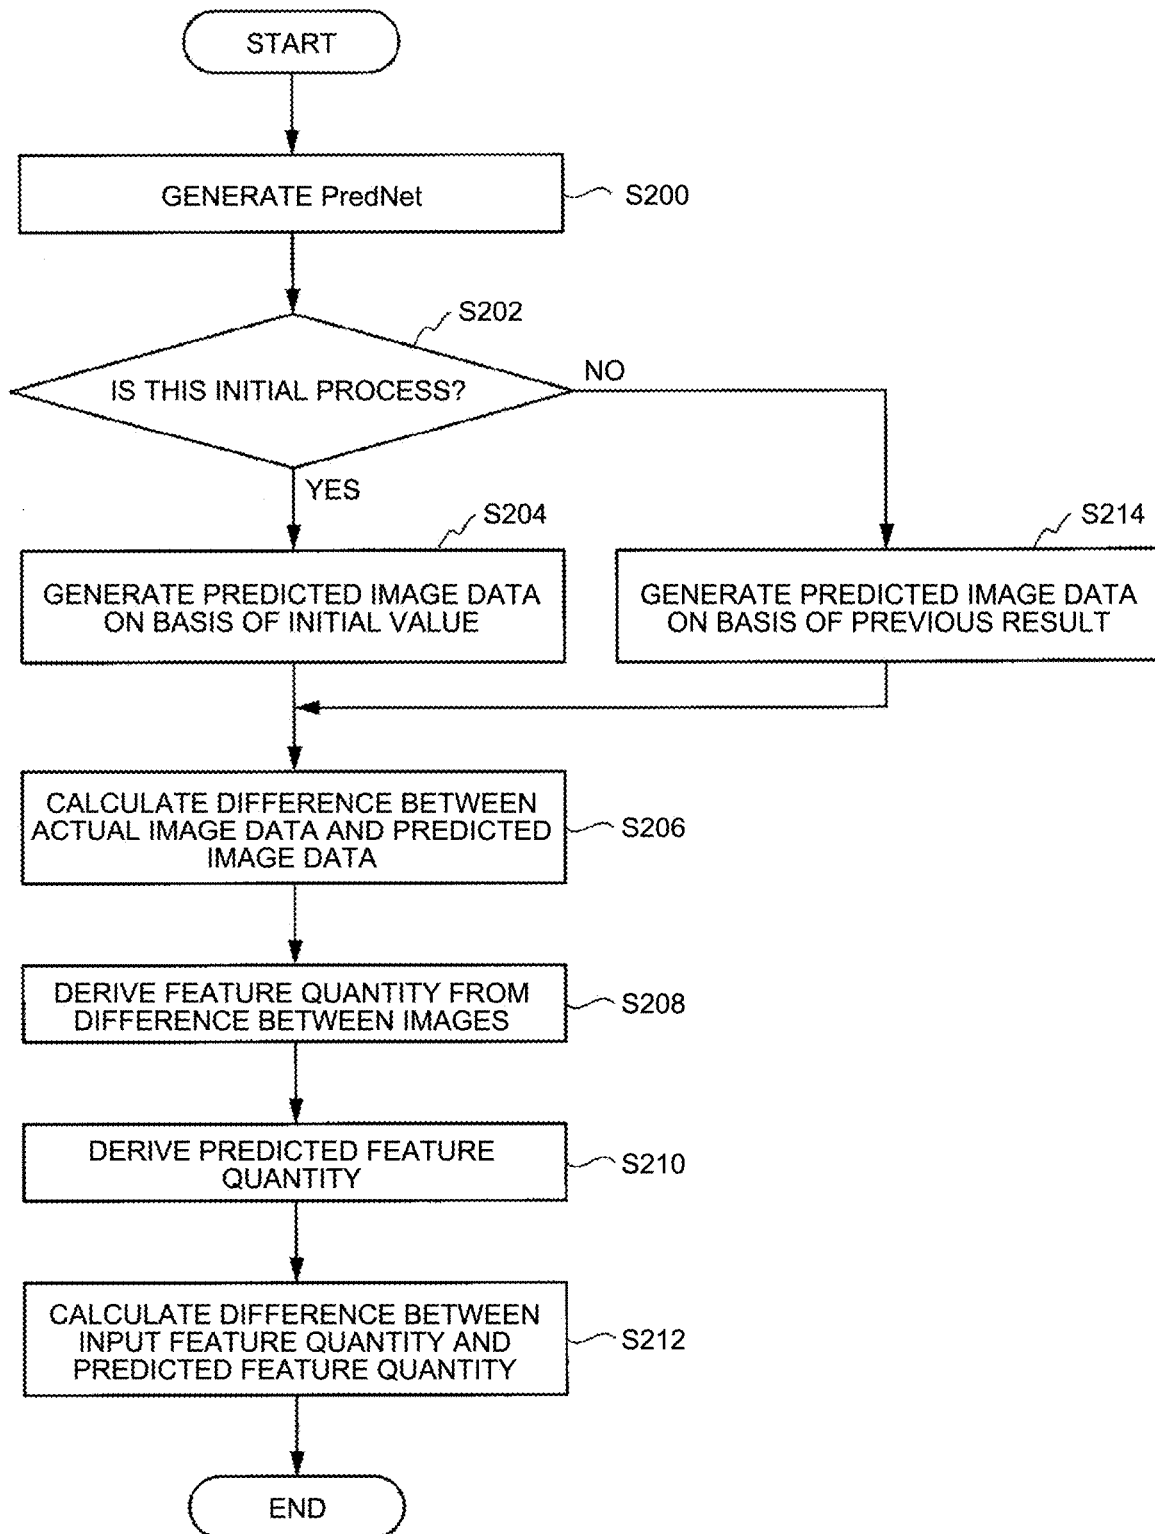 START
GENERATE PredNet
S200
S202
IS THIS INITIAL PROCESS?
NO
YES
S204
GENERATE PREDICTED IMAGE DATA
ON BASIS OF INITIAL VALUE
S214
GENERATE PREDICTED IMAGE DATA
ON BASIS OF PREVIOUS RESULT
CALCULATE DIFFERENCE BETWEEN
ACTUAL IMAGE DATA AND PREDICTED
IMAGE DATA
S206
DERIVE FEATURE QUANTITY FROM
DIFFERENCE BETWEEN IMAGES
S208
DERIVE PREDICTED FEATURE
QUANTITY
S210
CALCULATE DIFFERENCE BETWEEN
INPUT FEATURE QUANTITY AND
PREDICTED FEATURE QUANTITY
S212
END